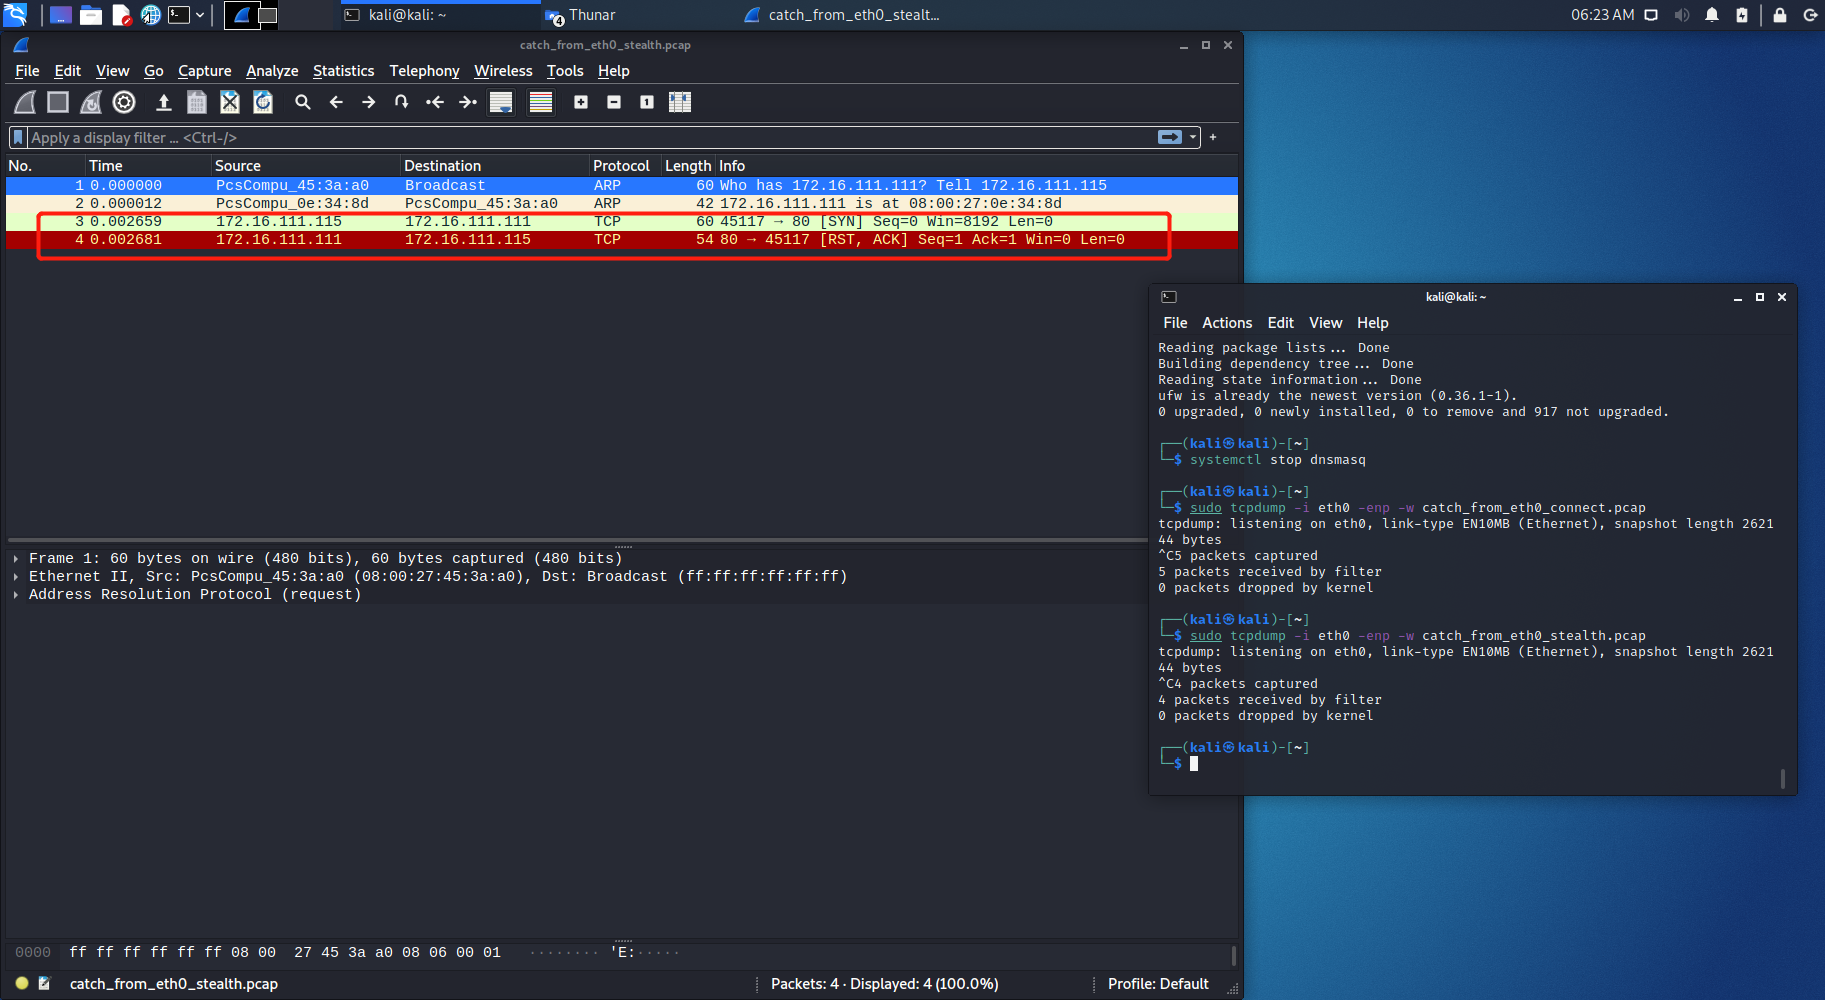 kali@kali: ~
4
Thunar
catch_from_eth0_stealt...
06:23 AM
catch_from_eth0_stealth.pcap
File Edit View Go Capture Analyze Statistics Telephony Wireless Tools Help
Apply a display filter ... <Ctrl-/>
No. Time Source Destination Protocol Length Info
1 0.000000 PcsCompu_45:3a:a0 Broadcast ARP 60 Who has 172.16.111.111? Tell 172.16.111.115
2 0.000012 PcsCompu_0e:34:8d PcsCompu_45:3a:a0 ARP 42 172.16.111.111 is at 08:00:27:0e:34:8d
3 0.002659 172.16.111.115 172.16.111.111 TCP 60 45117 → 80 [SYN] Seq=0 Win=8192 Len=0
4 0.002681 172.16.111.111 172.16.111.115 TCP 54 80 → 45117 [RST, ACK] Seq=1 Ack=1 Win=0 Len=0
Frame 1: 60 bytes on wire (480 bits), 60 bytes captured (480 bits)
Ethernet II, Src: PcsCompu_45:3a:a0 (08:00:27:45:3a:a0), Dst: Broadcast (ff:ff:ff:ff:ff:ff)
Address Resolution Protocol (request)
0000 ff ff ff ff ff ff 08 00 27 45 3a a0 08 06 00 01 ········ 'E:·····
catch_from_eth0_stealth.pcap
Packets: 4 · Displayed: 4 (100.0%)
Profile: Default
kali@kali: ~
File Actions Edit View Help
Reading package lists... Done
Building dependency tree... Done
Reading state information... Done
ufw is already the newest version (0.36.1-1).
0 upgraded, 0 newly installed, 0 to remove and 917 not upgraded.
┌──(kali㉿kali)-[~]
└─$ systemctl stop dnsmasq
┌──(kali㉿kali)-[~]
└─$ sudo tcpdump -i eth0 -enp -w catch_from_eth0_connect.pcap
tcpdump: listening on eth0, link-type EN10MB (Ethernet), snapshot length 2621
44 bytes
^C5 packets captured
5 packets received by filter
0 packets dropped by kernel
┌──(kali㉿kali)-[~]
└─$ sudo tcpdump -i eth0 -enp -w catch_from_eth0_stealth.pcap
tcpdump: listening on eth0, link-type EN10MB (Ethernet), snapshot length 2621
44 bytes
^C4 packets captured
4 packets received by filter
0 packets dropped by kernel
┌──(kali㉿kali)-[~]
└─$